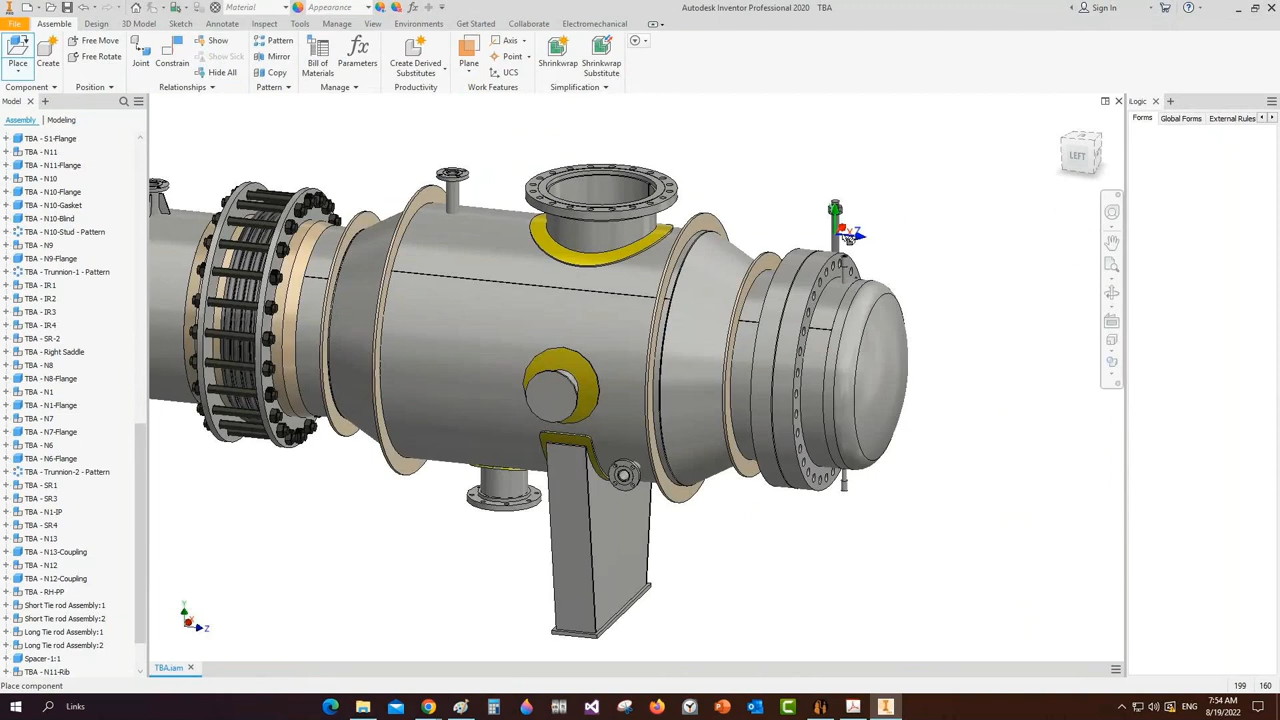 Material
Appearance
Autodesk Inventor Professional 2020
TBA
Sign In
File
Assemble
Design
3D Model
Sketch
Annotate
Inspect
Tools
Manage
View
Environments
Get Started
Collaborate
Electromechanical
Place
Create
Free Move
Free Rotate
Joint
Constrain
Show
Show Sick
Hide All
Pattern
Mirror
Copy
Bill of Materials
Parameters
Create Derived Substitutes
Plane
Axis
Point
UCS
Shrinkwrap
Shrinkwrap Substitute
Component
Position
Relationships
Pattern
Manage
Productivity
Work Features
Simplification
Model
Assembly
Modeling
TBA - S1-Flange
TBA - N11
TBA - N11-Flange
TBA - N10
TBA - N10-Flange
TBA - N10-Gasket
TBA - N10-Blind
TBA - N10-Stud - Pattern
TBA - N9
TBA - N9-Flange
TBA - Trunnion-1 - Pattern
TBA - IR1
TBA - IR2
TBA - IR3
TBA - IR4
TBA - SR-2
TBA - Right Saddle
TBA - N8
TBA - N8-Flange
TBA - N1
TBA - N1-Flange
TBA - N7
TBA - N7-Flange
TBA - N6
TBA - N6-Flange
TBA - Trunnion-2 - Pattern
TBA - SR1
TBA - SR3
TBA - N1-IP
TBA - SR4
TBA - N13
TBA - N13-Coupling
TBA - N12
TBA - N12-Coupling
TBA - RH-PP
Short Tie rod Assembly:1
Short Tie rod Assembly:2
Long Tie rod Assembly:1
Long Tie rod Assembly:2
Spacer-1:1
TBA - N11-Rib
LEFT
Z
Y
Z
iLogic
Forms
Global Forms
External Rules
TBA.iam
Place component
199
160
Links
7:54 AM
8/19/2022